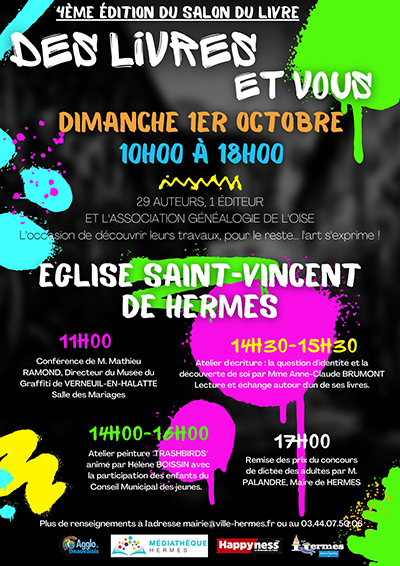 4ÈME ÉDITION DU SALON DU LIVRE
DES LIVRES
ET VOUS
DIMANCHE 1ER OCTOBRE
10H00 À 18H00
29 AUTEURS, 1 ÉDITEUR
ET L'ASSOCIATION GÉNÉALOGIE DE L'OISE
L'occasion de découvrir leurs travaux, pour le reste... l'art s'exprime !
EGLISE SAINT-VINCENT
DE HERMES
11H00
Conférence de M. Mathieu
RAMOND, Directeur du Musée du
Graffiti de VERNEUIL-EN-HALATTE
Salle des Mariages
14H30-15H30
Atelier d'écriture : la question d'identité et la
découverte de soi par Mme Anne-Claude BRUMONT
Lecture et échange autour d'un de ses livres.
14H00-16H00
Atelier peinture 'TRASHBIRDS'
animé par Hélène BOISSIN avec
la participation des enfants du
Conseil Municipal des jeunes.
17H00
Remise des prix du concours
de dictée des adultes par M.
PALANDRE, Maire de HERMES
Plus de renseignements à l'adresse mairie@ville-hermes.fr ou au 03.44.07.50.06
Agglo
Beauvaisis
MÉDIATHÈQUE
HERMES
Happyness
Hermes